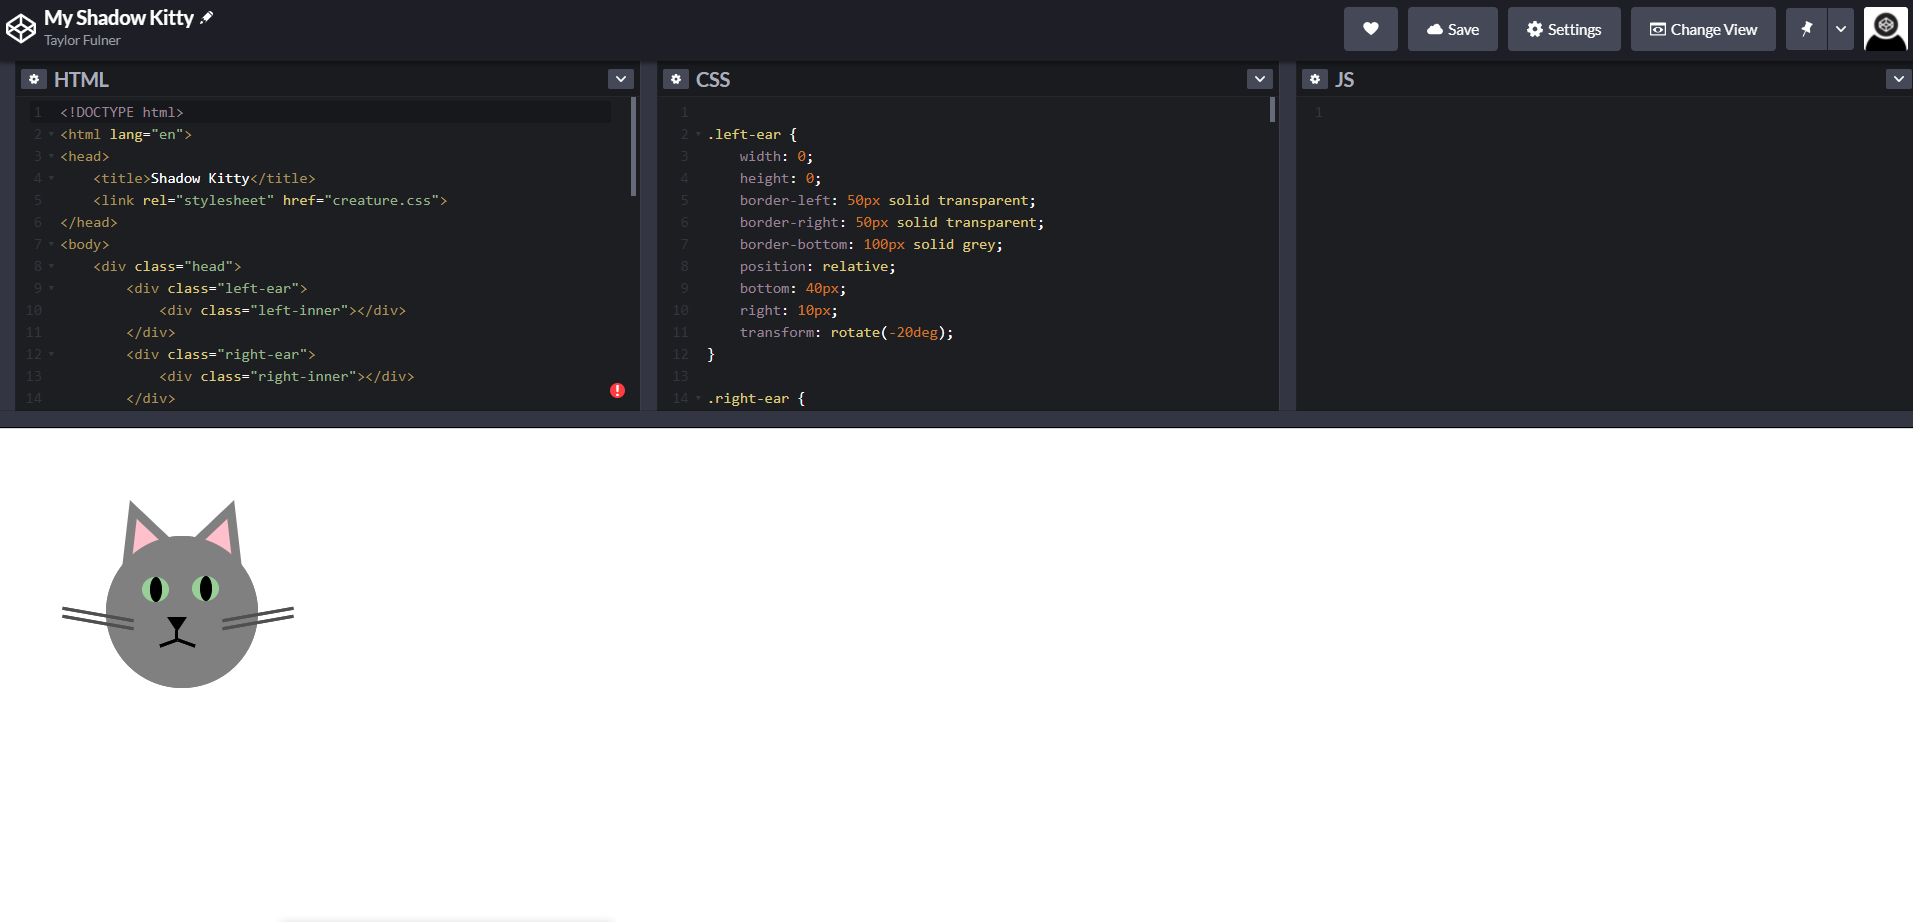 My Shadow Kitty
Taylor Fulner
Save
Settings
Change View
HTML
1 <!DOCTYPE html>
2 <html lang="en">
3 <head>
4 <title>Shadow Kitty</title>
5 <link rel="stylesheet" href="creature.css">
6 </head>
7 <body>
8 <div class="head">
9 <div class="left-ear">
10 <div class="left-inner"></div>
11 </div>
12 <div class="right-ear">
13 <div class="right-inner"></div>
14 </div>
CSS
1
2 .left-ear {
3 width: 0;
4 height: 0;
5 border-left: 50px solid transparent;
6 border-right: 50px solid transparent;
7 border-bottom: 100px solid grey;
8 position: relative;
9 bottom: 40px;
10 right: 10px;
11 transform: rotate(-20deg);
12 }
13
14 .right-ear {
JS
1